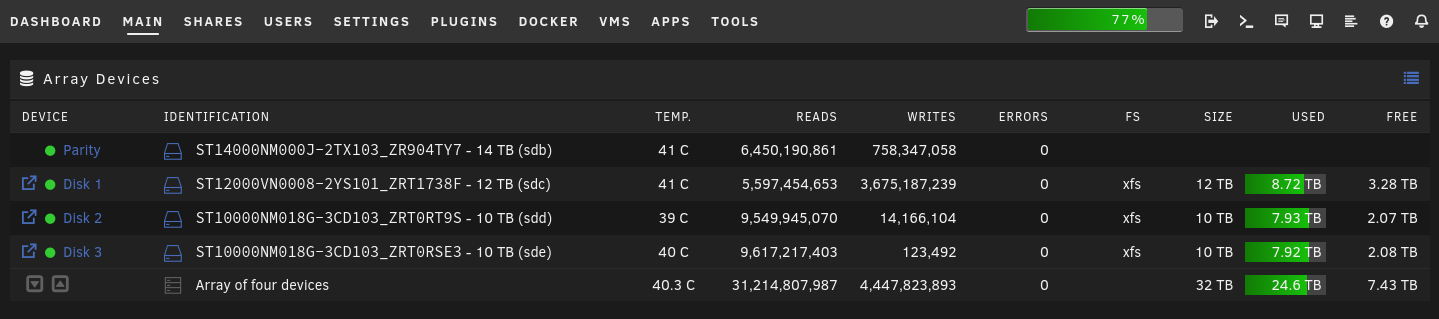 DASHBOARD MAIN SHARES USERS SETTINGS PLUGINS DOCKER VMS APPS TOOLS 77%
Array Devices
DEVICE IDENTIFICATION TEMP. READS WRITES ERRORS FS SIZE USED FREE
Parity ST14000NM000J-2TX103_ZR904TY7 - 14 TB (sdb) 41 C 6,450,190,861 758,347,058 0
Disk 1 ST12000VN0008-2YS101_ZRT1738F - 12 TB (sdc) 41 C 5,597,454,653 3,675,187,239 0 xfs 12 TB 8.72 TB 3.28 TB
Disk 2 ST10000NM018G-3CD103_ZRT0RT9S - 10 TB (sdd) 39 C 9,549,945,070 14,166,104 0 xfs 10 TB 7.93 TB 2.07 TB
Disk 3 ST10000NM018G-3CD103_ZRT0RSE3 - 10 TB (sde) 40 C 9,617,217,403 123,492 0 xfs 10 TB 7.92 TB 2.08 TB
Array of four devices 40.3 C 31,214,807,987 4,447,823,893 0 32 TB 24.6 TB 7.43 TB